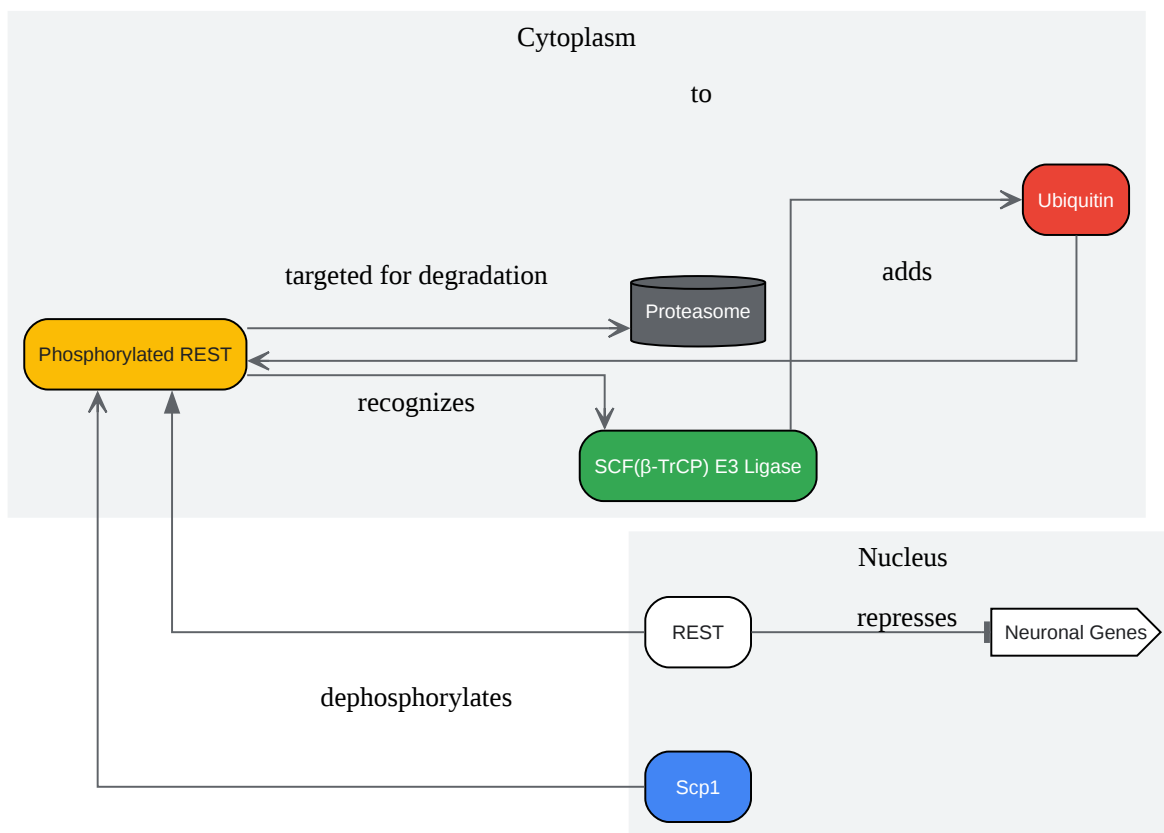 Cytoplasm
to
Ubiquitin
adds
targeted for degradation
Proteasome
Phosphorylated REST
recognizes
SCF(β-TrCP) E3 Ligase
Nucleus
represses
REST
Neuronal Genes
dephosphorylates
Scp1